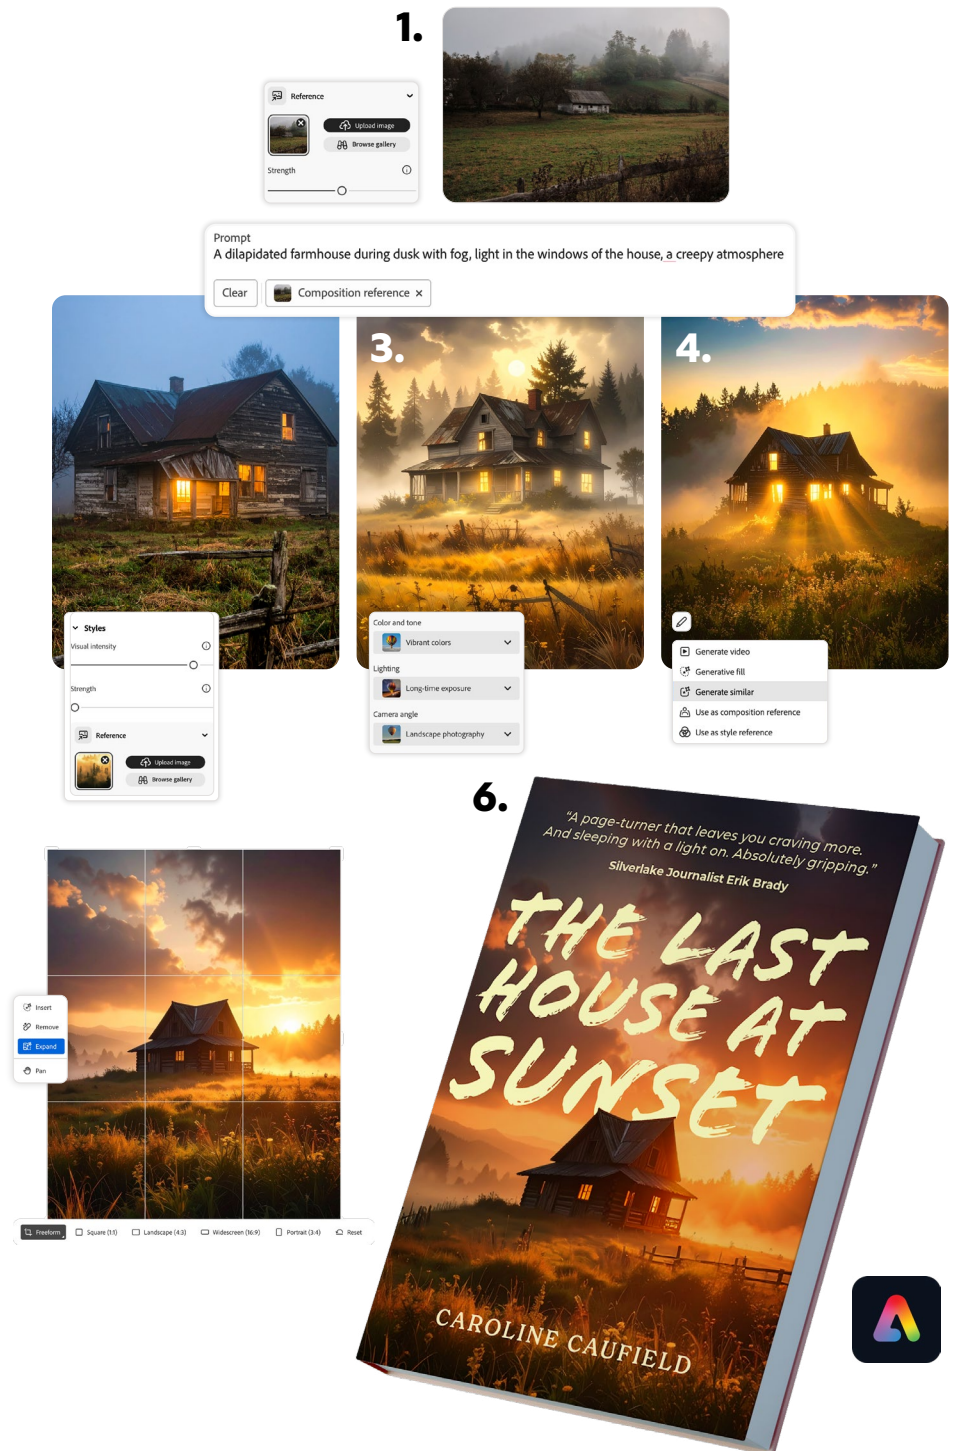 1.
Reference
Upload image
Browse gallery
Strength
Prompt
A dilapidated farmhouse during dusk with fog, light in the windows of the house, a creepy atmosphere
Clear
Composition reference
3.
4.
Styles
Visual intensity
Strength
Reference
Upload image
Browse gallery
Color and tone
Vibrant colors
Lighting
Long-time exposure
Camera angle
Landscape photography
Generate video
Generative fill
Generate similar
Use as composition reference
Use as style reference
Insert
Remove
Expand
Pan
Freeform
Square (1:1)
Landscape (4:3)
Widescreen (16:9)
Portrait (3:4)
Reset
6.
“A page-turner that leaves you craving more.
And sleeping with a light on. Absolutely gripping.”
Silverlake Journalist Erik Brady
THE LAST
HOUSE AT
SUNSET
CAROLINE CAUFIELD